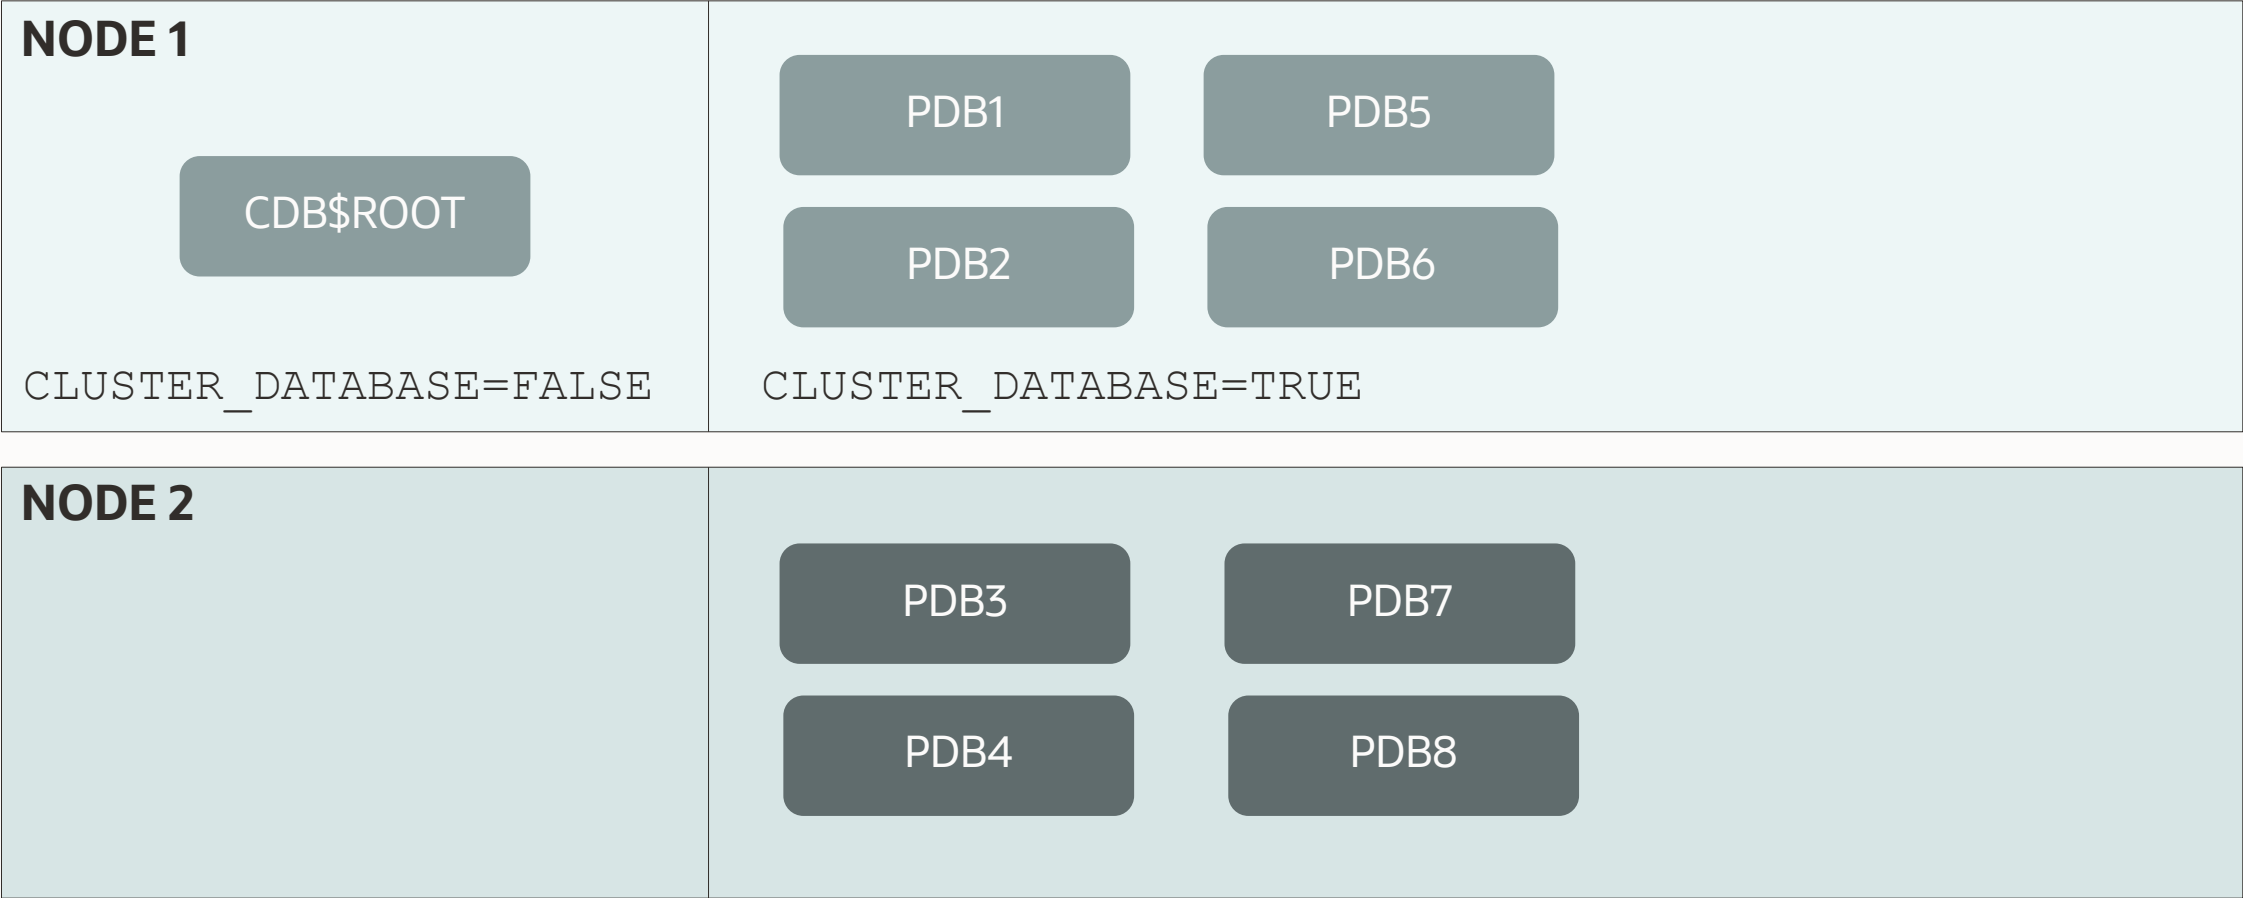 NODE 1
CDB$ROOT
CLUSTER_DATABASE=FALSE
PDB1
PDB5
PDB2
PDB6
CLUSTER_DATABASE=TRUE
NODE 2
PDB3
PDB7
PDB4
PDB8